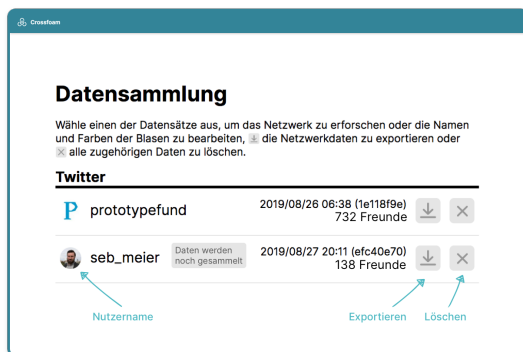 Crossfoam
Datensammlung
Wähle einen der Datensätze aus, um das Netzwerk zu erforschen oder die Namen
und Farben der Blasen zu bearbeiten, die Netzwerkdaten zu exportieren oder
alle zugehörigen Daten zu löschen.
Twitter
P prototypefund 2019/08/26 06:38 (1e118f9e)
732 Freunde
seb_meier Daten werden 2019/08/27 20:11 (efc40e70)
noch gesammelt 138 Freunde
Nutzername Exportieren Löschen